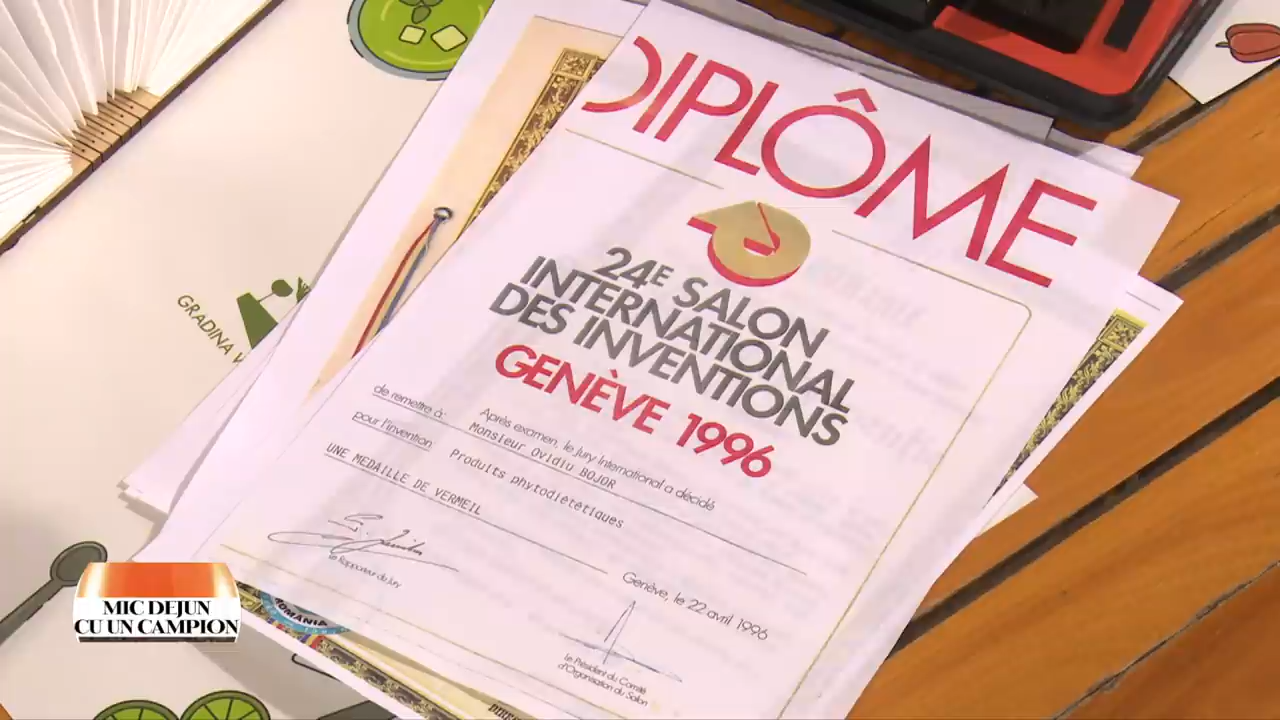 DIPLÔME
24E SALON
INTERNATIONAL
DES INVENTIONS
GENÈVE 1996
Après examen, le jury International a décidé
de remettre à: Monsieur Ovidiu BOJOR
pour l'invention Produits phytodiététiques
UNE MEDAILLE DE VERMEIL
Genève, le 22 avril 1996
Le Rapporteur du Jury
le Président du Comité
d'Organisation du Salon
GRADINA
ROMANIA
MIC DEJUN
CU UN CAMPION